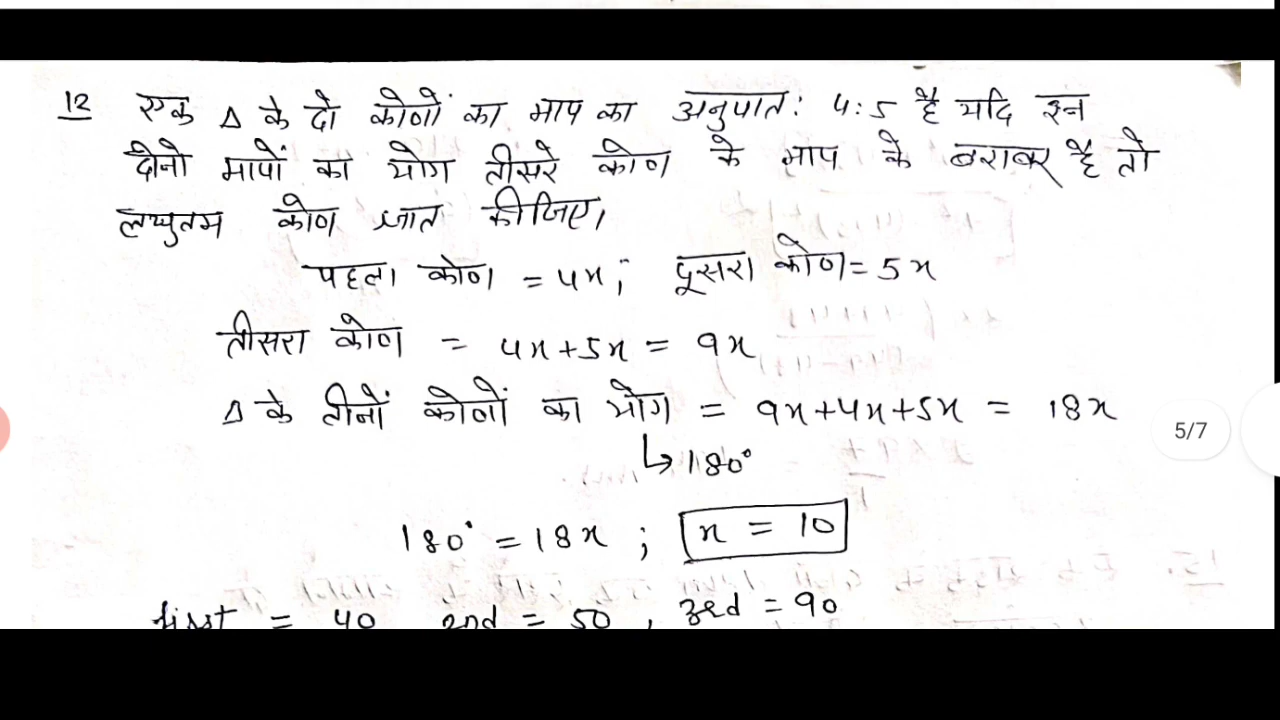 12 एक Δ के दो कोणों का माप का अनुपात: 4:5 है यदि इन
दोनो मापों का योग तीसरे कोण के माप के बराबर है तो
लघुतम कोण ज्ञात कीजिए।
पहला कोण = 4x; दूसरा कोण = 5x
तीसरा कोण = 4x+5x = 9x
Δ के तीनों कोणों का योग = 9x+4x+5x = 18x
↳ 180°
5/7
180° = 18x ; x = 10
first = 40 2nd = 50, 3rd = 90